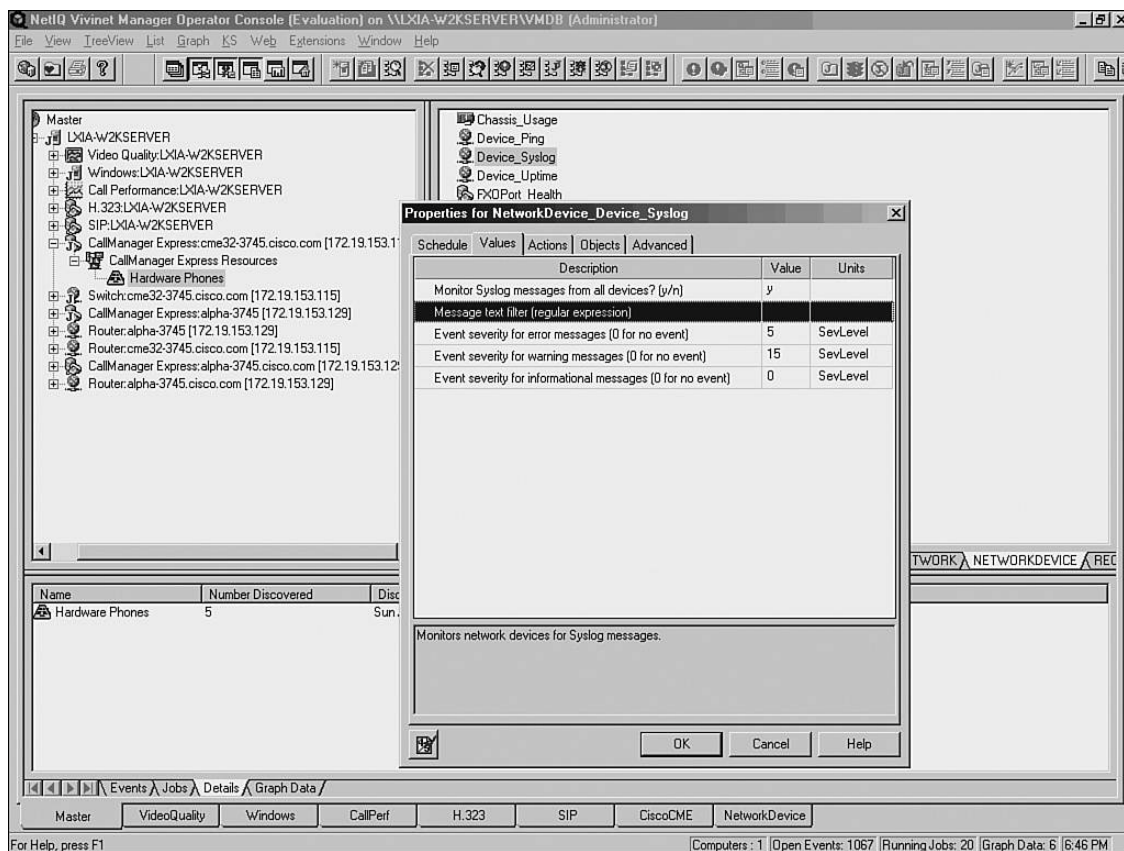 NetIQ Vivinet Manager Operator Console (Evaluation) on \\LXIA-W2KSERVER\VMDB (Administrator)
File View TreeView List Graph KS Web Extensions Window Help
Master
LXIA-W2KSERVER
Video Quality:LXIA-W2KSERVER
Windows:LXIA-W2KSERVER
Call Performance:LXIA-W2KSERVER
H.323:LXIA-W2KSERVER
SIP:LXIA-W2KSERVER
CallManager Express:cme32-3745.cisco.com [172.19.153.11
CallManager Express Resources
Hardware Phones
Switch:cme32-3745.cisco.com [172.19.153.115]
CallManager Express:alpha-3745 [172.19.153.129]
Router:alpha-3745 [172.19.153.129]
Router:cme32-3745.cisco.com [172.19.153.115]
CallManager Express:alpha-3745.cisco.com [172.19.153.12
Router:alpha-3745.cisco.com [172.19.153.129]
Chassis_Usage
Device_Ping
Device_Syslog
Device_Uptime
FXOPort_Health
Properties for NetworkDevice_Device_Syslog
Schedule Values Actions Objects Advanced
Description Value Units
Monitor Syslog messages from all devices? (y/n) y
Message text filter (regular expression)
Event severity for error messages (0 for no event) 5 SevLevel
Event severity for warning messages (0 for no event) 15 SevLevel
Event severity for informational messages (0 for no event) 0 SevLevel
Monitors network devices for Syslog messages.
OK Cancel Help
TWORK NETWORKDEVICE REC
Name Number Discovered Disc
Hardware Phones 5 Sun
Events Jobs Details Graph Data
Master VideoQuality Windows CallPerf H.323 SIP CiscoCME NetworkDevice
For Help, press F1 Computers : 1 Open Events: 1067 Running Jobs: 20 Graph Data: 6 6:46 PM